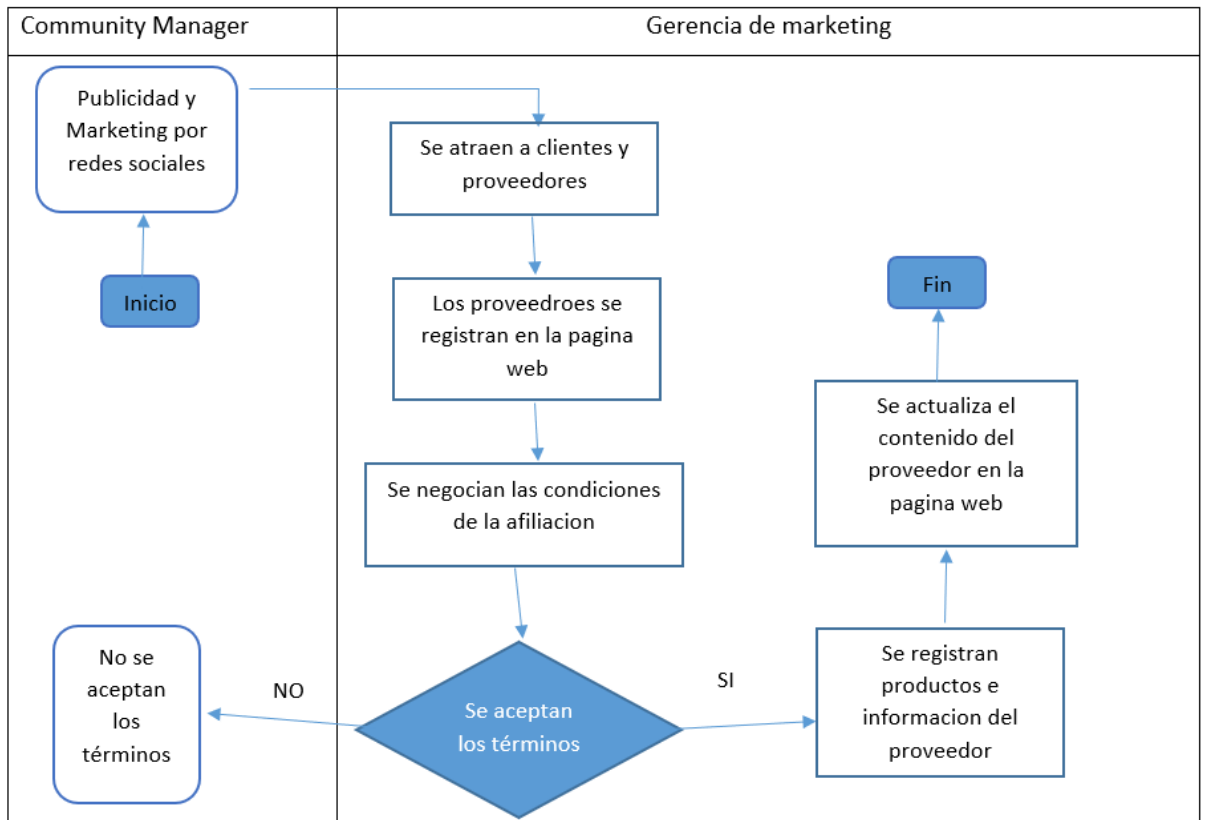 Community Manager
Gerencia de marketing
Publicidad y
Marketing por
redes sociales
Inicio
Se atraen a clientes y
proveedores
Los proveedroes se
registran en la pagina
web
Se negocian las condiciones
de la afiliacion
Se aceptan
los términos
NO
No se
aceptan
los
términos
SI
Se registran
productos e
informacion del
proveedor
Se actualiza el
contenido del
proveedor en la
pagina web
Fin